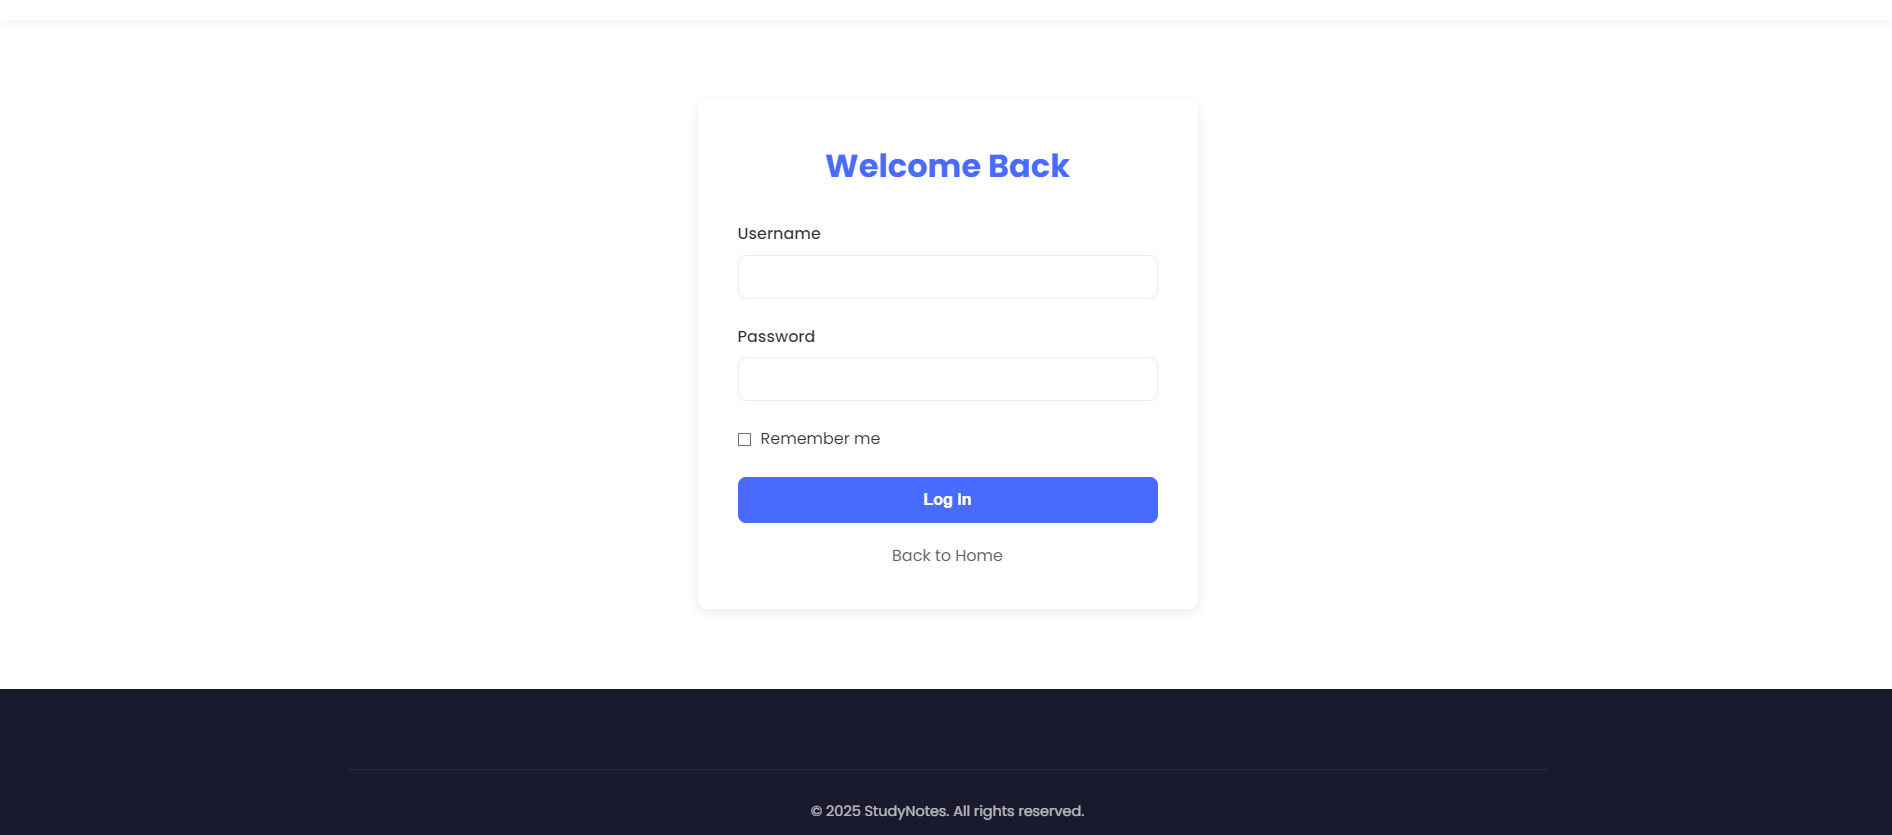 Welcome Back
Username
Password
Remember me
Log In
Back to Home
© 2025 StudyNotes. All rights reserved.